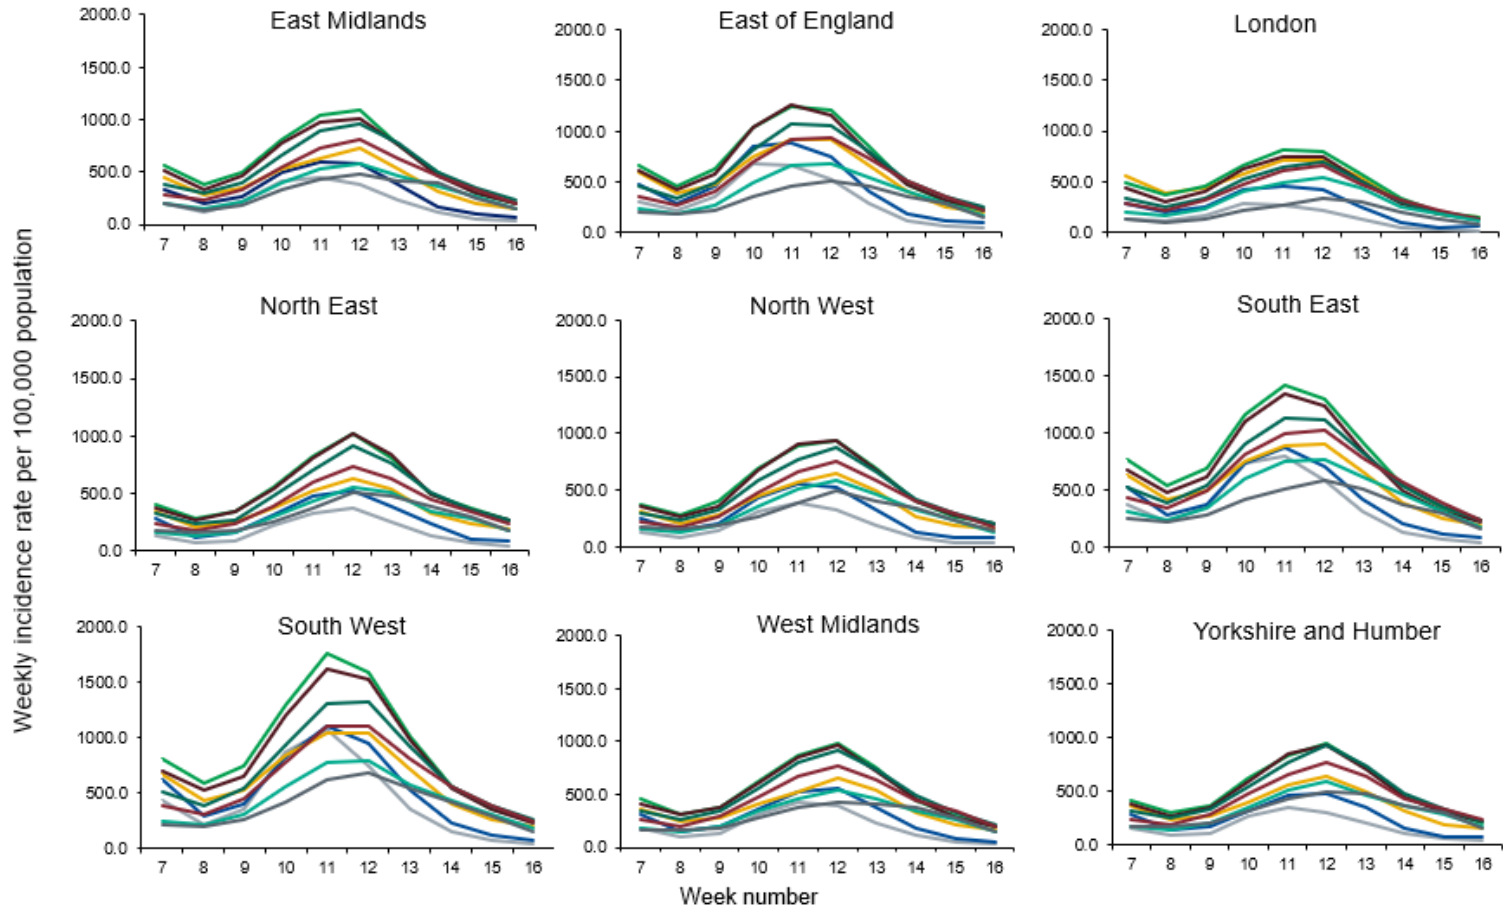 Weekly incidence rate per 100,000 population
East Midlands
2000.0
1500.0
1000.0
500.0
0.0
7 8 9 10 11 12 13 14 15 16
East of England
2000.0
1500.0
1000.0
500.0
0.0
7 8 9 10 11 12 13 14 15 16
London
2000.0
1500.0
1000.0
500.0
0.0
7 8 9 10 11 12 13 14 15 16
North East
2000.0
1500.0
1000.0
500.0
0.0
7 8 9 10 11 12 13 14 15 16
North West
2000.0
1500.0
1000.0
500.0
0.0
7 8 9 10 11 12 13 14 15 16
South East
2000.0
1500.0
1000.0
500.0
0.0
7 8 9 10 11 12 13 14 15 16
South West
2000.0
1500.0
1000.0
500.0
0.0
7 8 9 10 11 12 13 14 15 16
West Midlands
2000.0
1500.0
1000.0
500.0
0.0
7 8 9 10 11 12 13 14 15 16
Yorkshire and Humber
2000.0
1500.0
1000.0
500.0
0.0
7 8 9 10 11 12 13 14 15 16
Week number